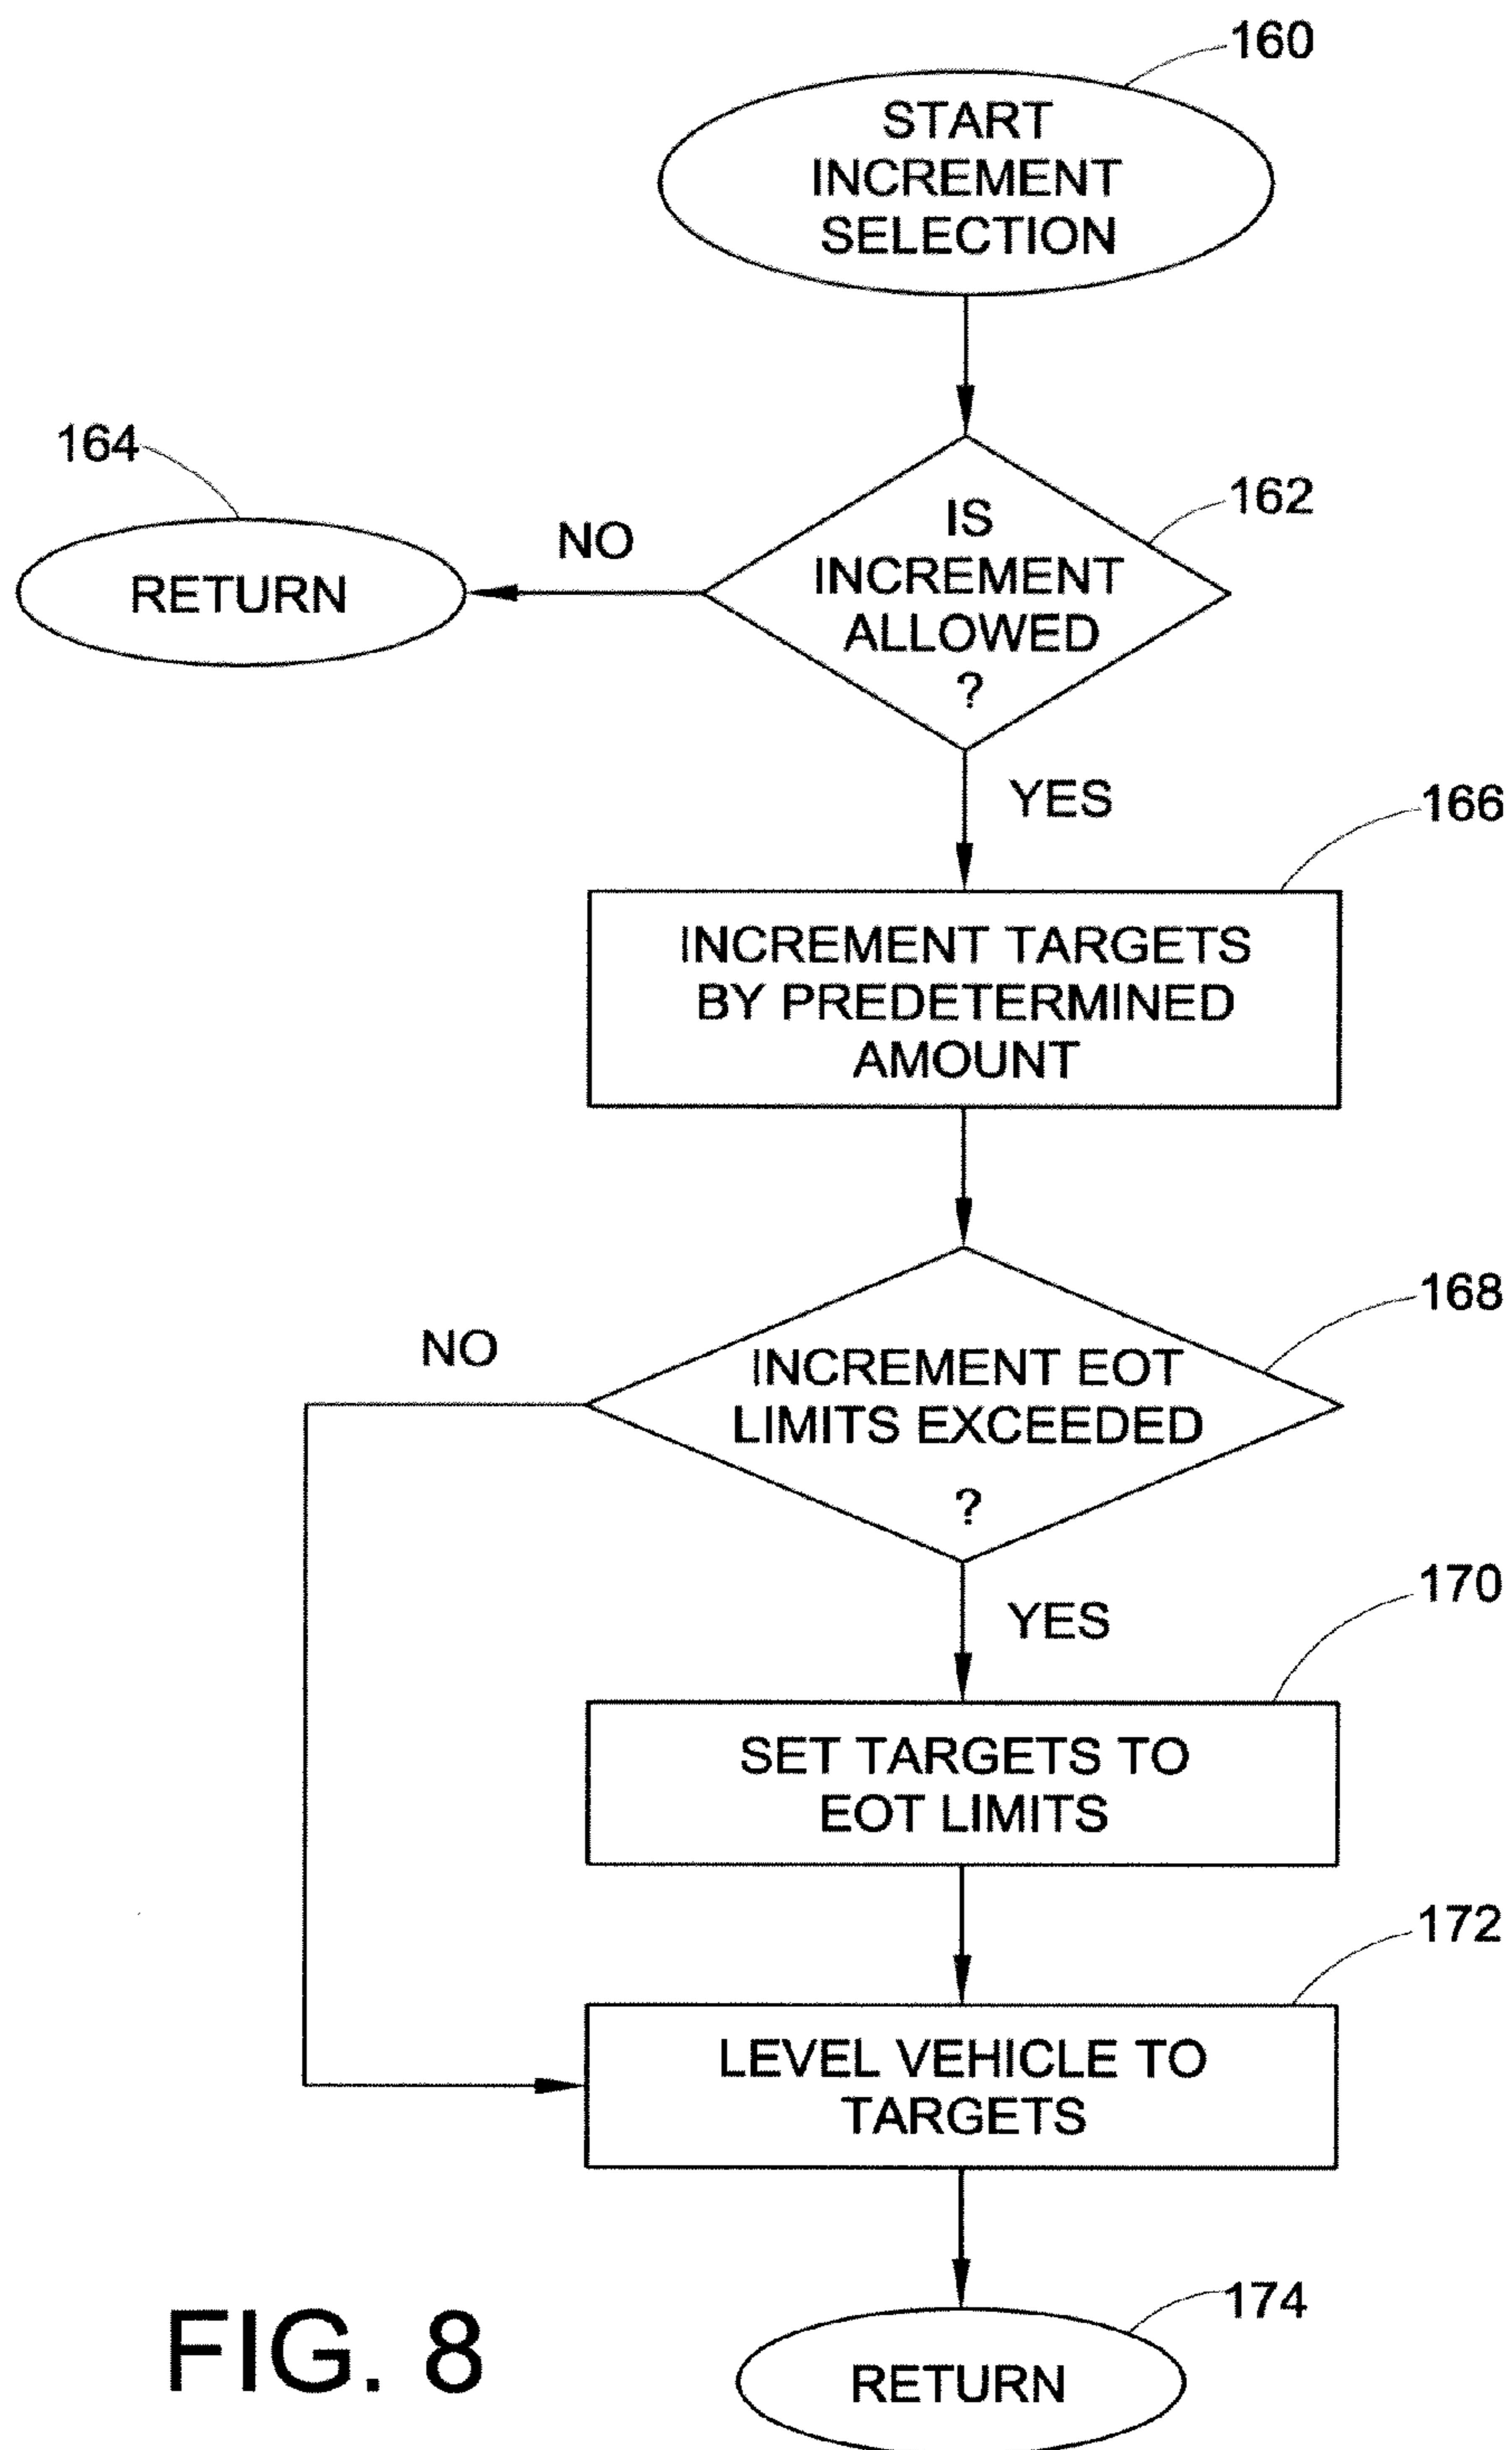 160
START
INCREMENT
SELECTION
164
162
NO
IS
INCREMENT
ALLOWED
?
RETURN
YES
166
INCREMENT TARGETS
BY PREDETERMINED
AMOUNT
168
NO
INCREMENT EOT
LIMITS EXCEEDED
?
170
YES
SET TARGETS TO
EOT LIMITS
172
LEVEL VEHICLE TO
TARGETS
174
RETURN
FIG. 8